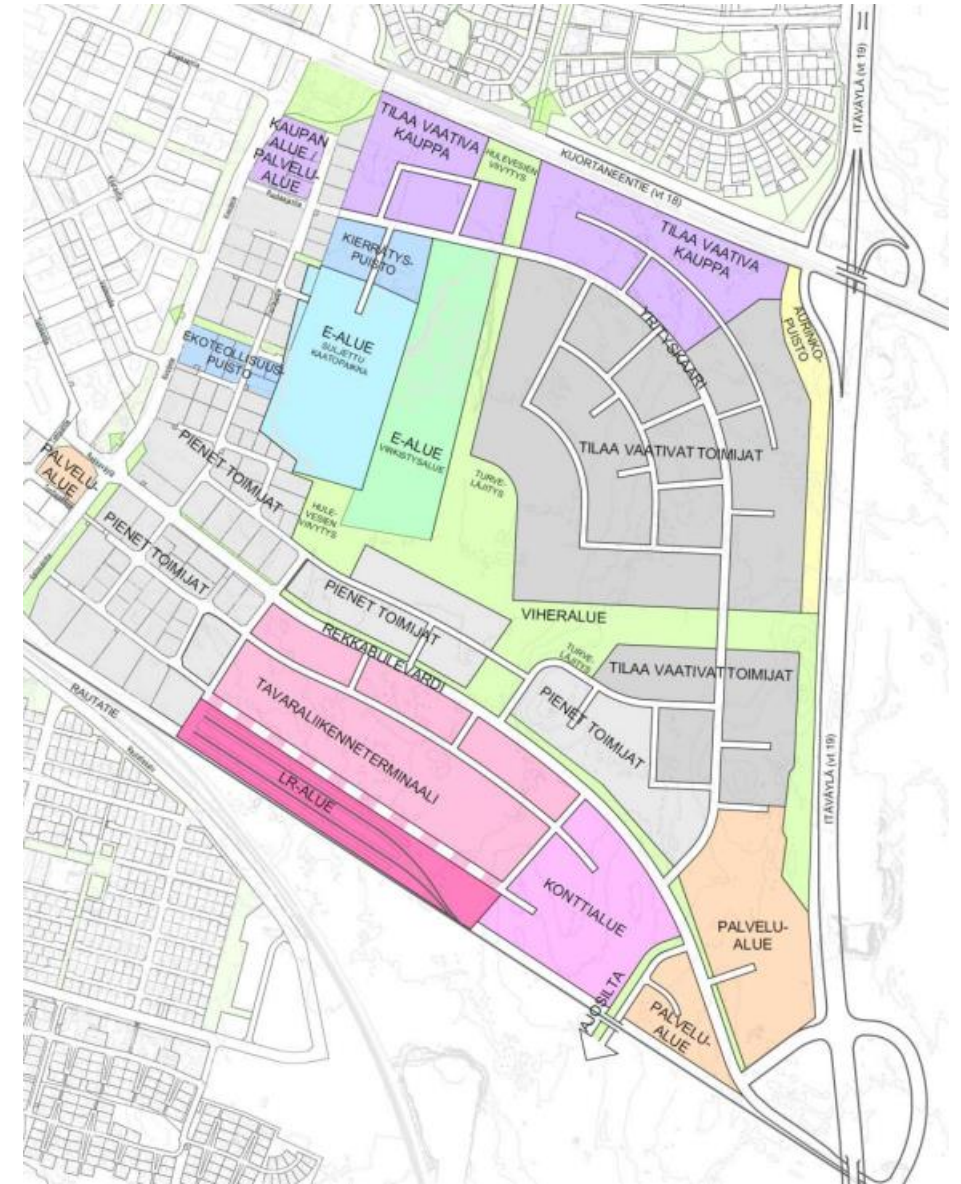 ITÄVÄYLÄ (vt 19)
TILAA VAATIVA
KAUPPA
KAUPAN
ALUE /
PALVELU-
ALUE
HULEVESIEN
VIIVYTYS
KUORTANEENTIE (vt 18)
TILAA VAATIVA
KAUPPA
KIERRÄTYS-
PUISTO
AURINKO-
PUISTO
E-ALUE
SULJETTU
KAATOPAIKKA
YRITYSKAARI
EKOTEOLLISUUS-
PUISTO
E-ALUE
VIRKISTYSALUE
TILAA VAATIVAT TOIMIJAT
PIENET TOIMIJAT
PALVELU-
ALUE
TURVE-
LÄJITYS
HULE-
VESIEN
VIIVYTYS
PIENET TOIMIJAT
PIENET TOIMIJAT
VIHERALUE
REKKABULEVARDI
TURVE-
LÄJITYS
TILAA VAATIVAT TOIMIJAT
RAUTATIE
TAVARALIIKENNETERMINAALI
PIENET TOIMIJAT
ITÄVÄYLÄ (vt 19)
LR-ALUE
KONTTIALUE
PALVELU-
ALUE
AJOSILTA
PALVELU-
ALUE